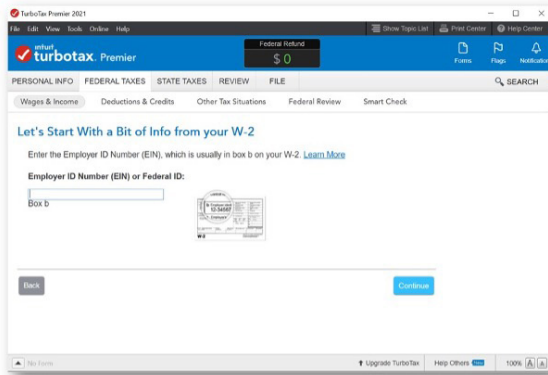 TurboTax Premier 2021
File Edit View Tools Online Help
Show Topic List Print Center Help Center
intuit turbotax. Premier
Federal Refund
$ 0
Forms Flags Notification
PERSONAL INFO FEDERAL TAXES STATE TAXES REVIEW FILE SEARCH
Wages & Income Deductions & Credits Other Tax Situations Federal Review Smart Check
Let's Start With a Bit of Info from your W-2
Enter the Employer ID Number (EIN), which is usually in box b on your W-2. Learn More
Employer ID Number (EIN) or Federal ID:
Box b
W-2
Back Continue
No Form Upgrade TurboTax Help Others 100% A A